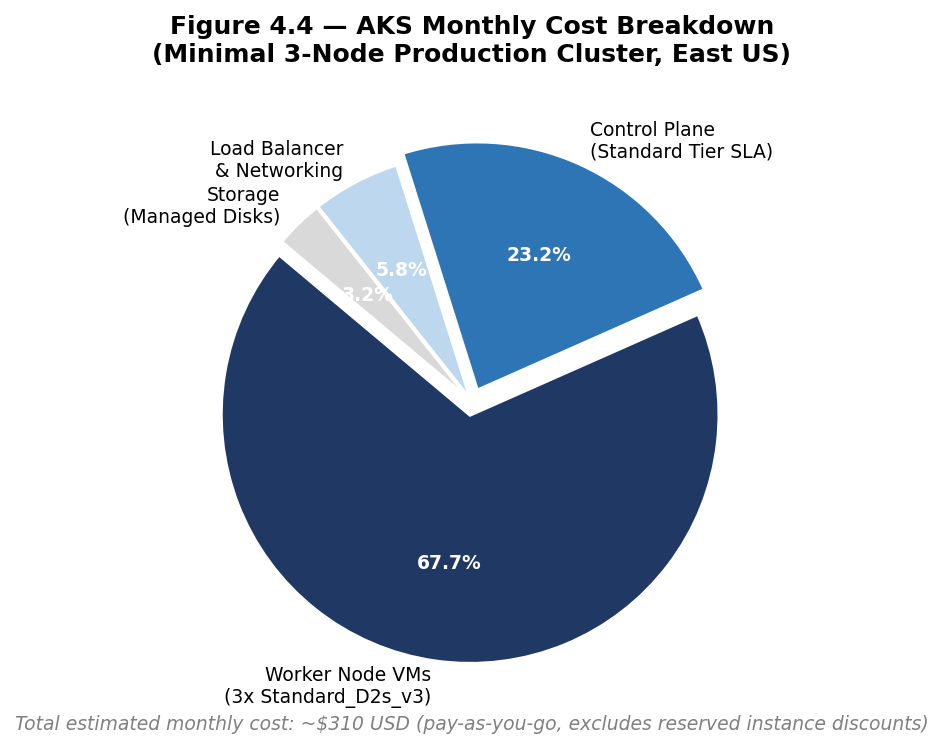 Figure 4.4 — AKS Monthly Cost Breakdown
(Minimal 3-Node Production Cluster, East US)
Control Plane
(Standard Tier SLA)
Load Balancer
& Networking
Storage
(Managed Disks)
23.2%
5.8%
3.2%
67.7%
Worker Node VMs
(3x Standard_D2s_v3)
Total estimated monthly cost: ~$310 USD (pay-as-you-go, excludes reserved instance discounts)